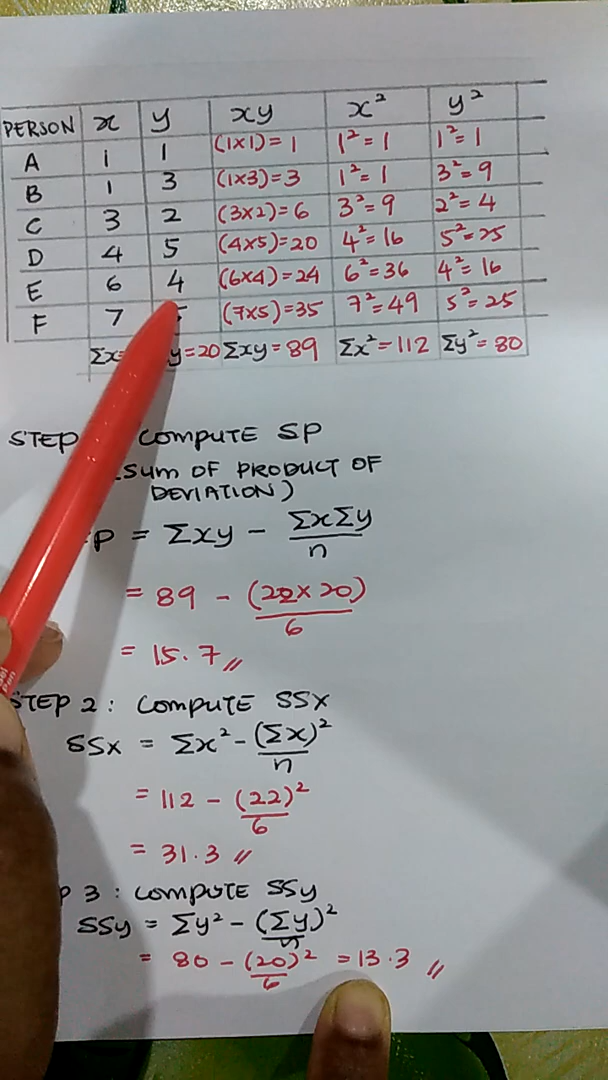 PERSON x y xy x² y²
A 1 1 (1x1)=1 1²=1 1²=1
B 1 3 (1x3)=3 1²=1 3²=9
C 3 2 (3x2)=6 3²=9 2²=4
D 4 5 (4x5)=20 4²=16 5²=25
E 6 4 (6x4)=24 6²=36 4²=16
F 7 (7x5)=35 7²=49 5²=25
Σx= y=20 Σxy=89 Σx²=112 Σy²=80
STEP COMPUTE SP
SUM OF PRODUCT OF
DEVIATION)
P = Σxy - ΣxΣy
n
= 89 - (22x20)
6
= 15.7 //
STEP 2: COMPUTE SSx
SSx = Σx² - (Σx)²
n
= 112 - (22)²
6
= 31.3 //
P 3: COMPUTE SSy
SSy = Σy² - (Σy)²
n
= 80 - (20)² = 13.3 //
6